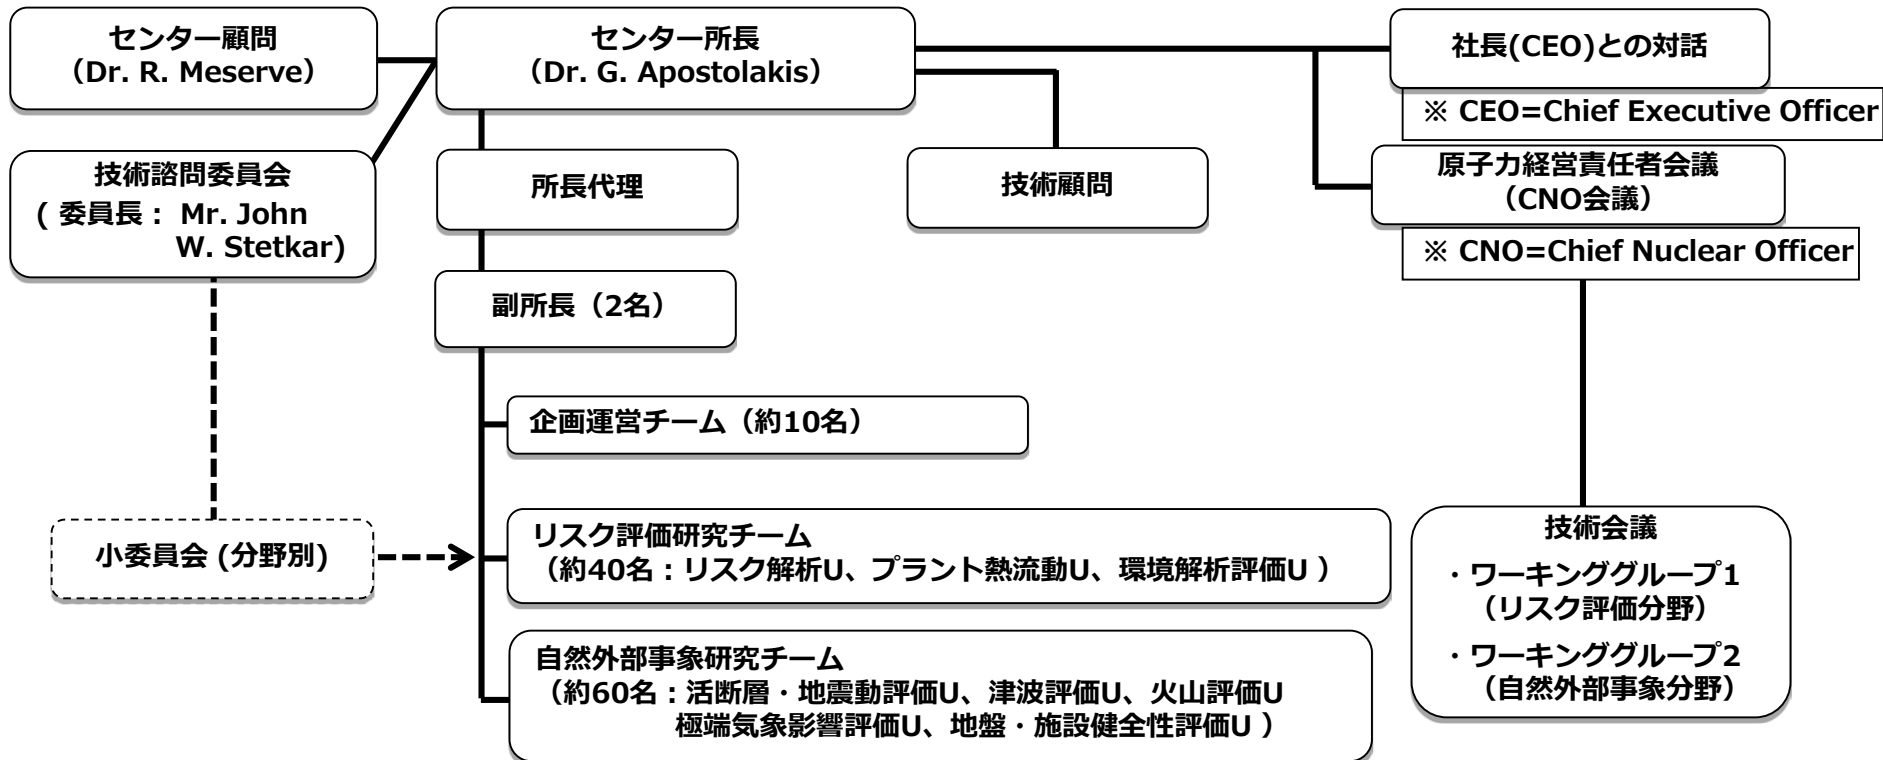 センター顧問
（Dr. R. Meserve）
センター所長
（Dr. G. Apostolakis）
社長(CEO)との対話
※ CEO=Chief Executive Officer
技術諮問委員会
( 委員長： Mr. John
W. Stetkar)
所長代理
技術顧問
原子力経営責任者会議
（CNO会議）
※ CNO=Chief Nuclear Officer
副所長（2名）
企画運営チーム（約10名）
小委員会 (分野別)
リスク評価研究チーム
（約40名：リスク解析U、プラント熱流動U、環境解析評価U ）
自然外部事象研究チーム
（約60名：活断層・地震動評価U、津波評価U、火山評価U
極端気象影響評価U、地盤・施設健全性評価U ）
技術会議
・ワーキンググループ1
（リスク評価分野）
・ワーキンググループ2
（自然外部事象分野）